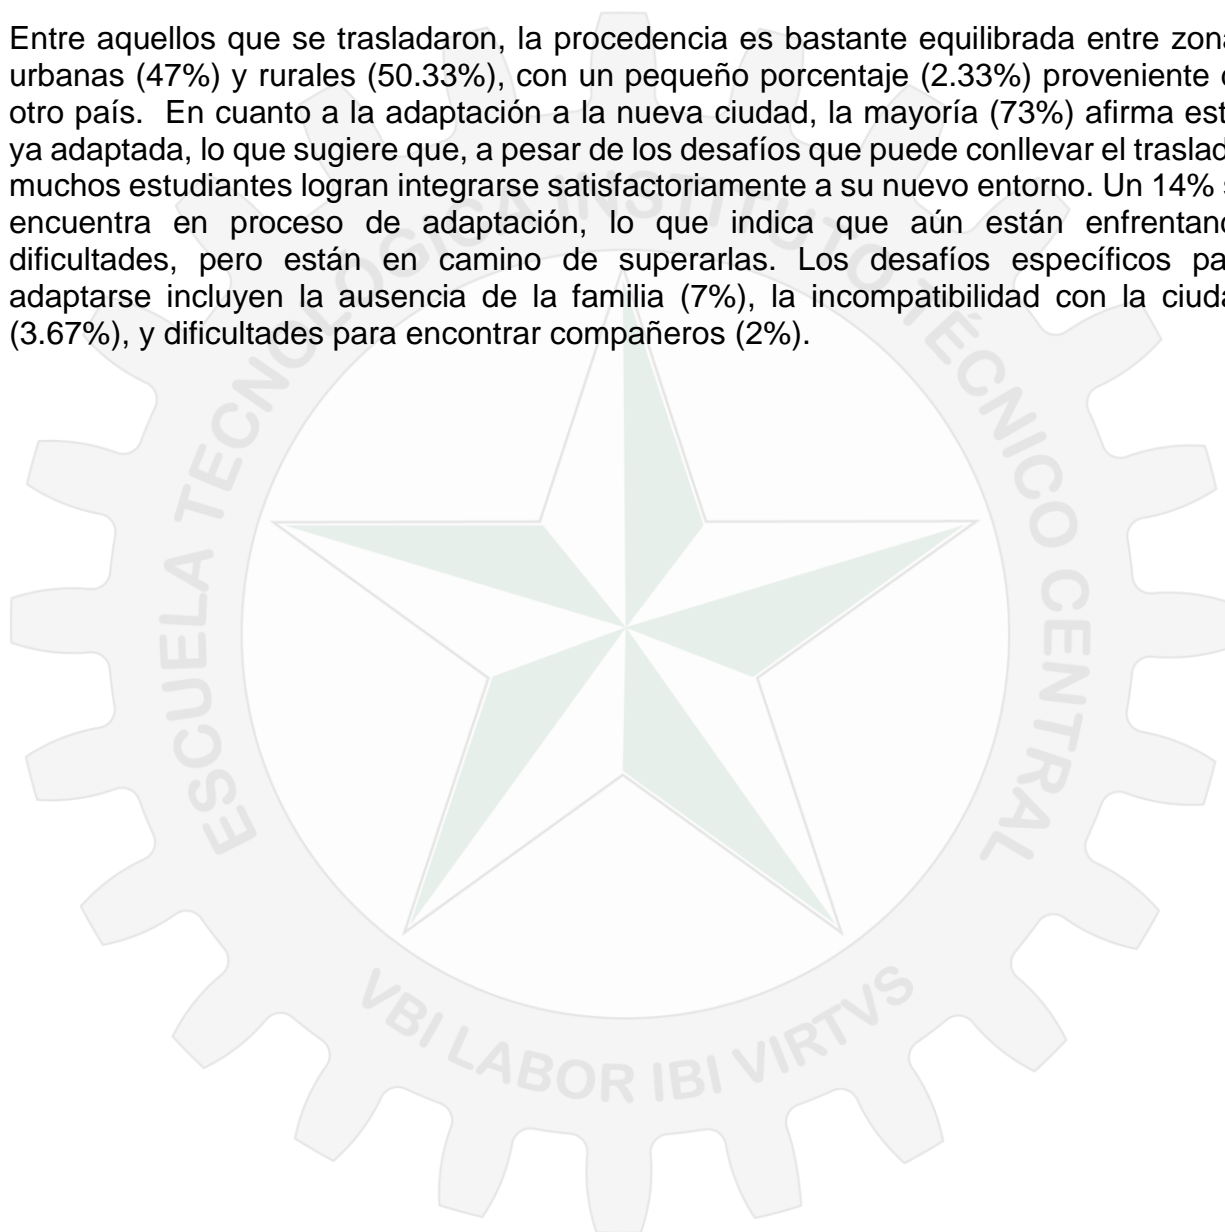 Entre aquellos que se trasladaron, la procedencia es bastante equilibrada entre zona
urbanas (47%) y rurales (50.33%), con un pequeño porcentaje (2.33%) proveniente
otro país. En cuanto a la adaptación a la nueva ciudad, la mayoría (73%) afirma est
ya adaptada, lo que sugiere que, a pesar de los desafíos que puede conllevar el traslad
muchos estudiantes logran integrarse satisfactoriamente a su nuevo entorno. Un 14%
encuentra en proceso de adaptación, lo que indica que aún están enfrentand
dificultades, pero están en camino de superarlas. Los desafíos específicos pa
adaptarse incluyen la ausencia de la familia (7%), la incompatibilidad con la ciuda
(3.67%), y dificultades para encontrar compañeros (2%).
ESCUELA TECNOLOGICA INSTITUTO TÉCNICO CENTRAL
VBI LABOR IBI VIRTVS